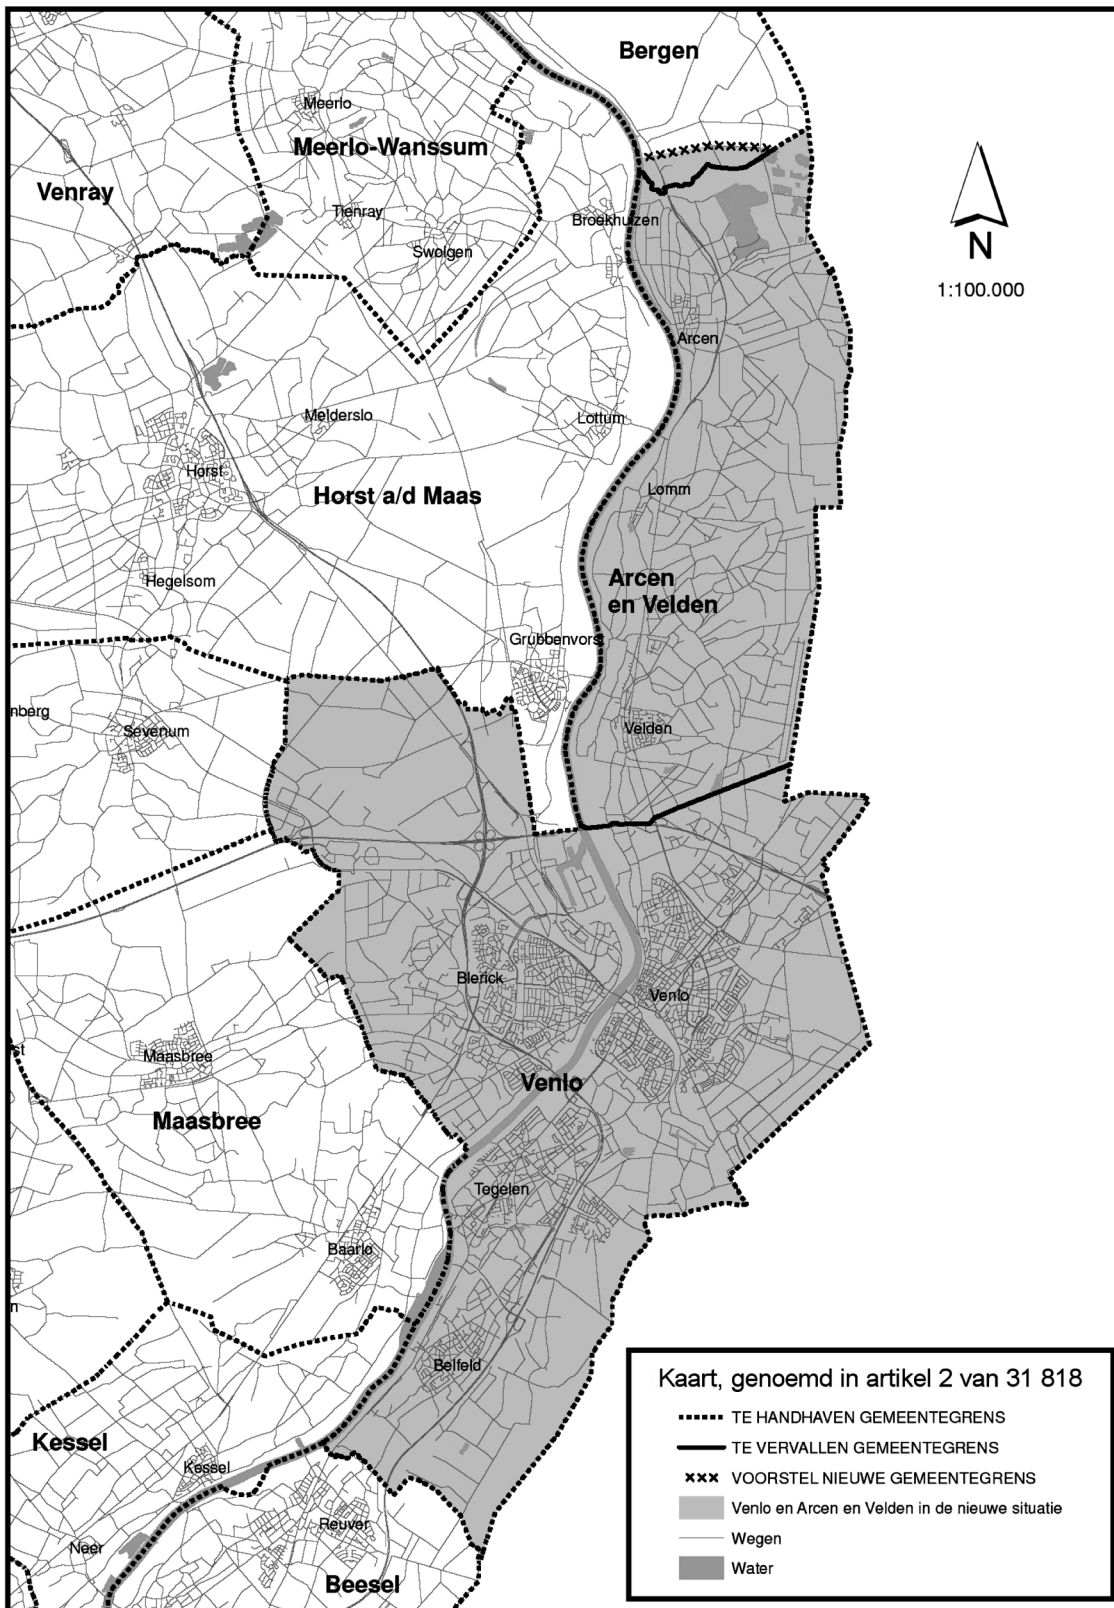 Bergen
Meerlo
Meerlo-Wanssum
Venray
Tienray
Broekhuizen
Swolgen
N
1:100.000
Arcen
Melderslo
Lottum
Horst
Horst a/d Maas
Lomm
Hegelsom
Arcen
en Velden
Grubbenvorst
nberg
Sevenum
Velden
Blerick
Venlo
st
Maasbree
Venlo
Maasbree
Tegelen
Baarlo
n
Belfeld
Kessel
Kessel
Reuver
Neer
Beesel
Kaart, genoemd in artikel 2 van 31 818
TE HANDHAVEN GEMEENTEGRENS
TE VERVALLEN GEMEENTEGRENS
VOORSTEL NIEUWE GEMEENTEGRENS
Venlo en Arcen en Velden in de nieuwe situatie
Wegen
Water